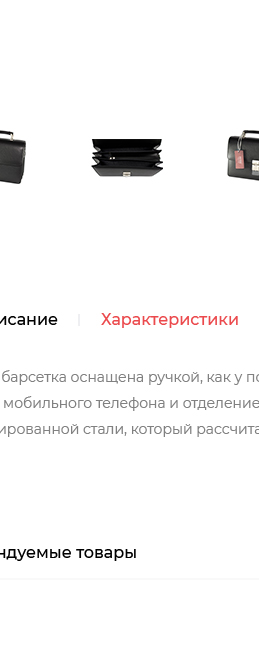 исание | Характеристики
барсетка оснащена ручкой, как у по
мобильного телефона и отделение
ированной стали, который рассчита
ндуемые товары